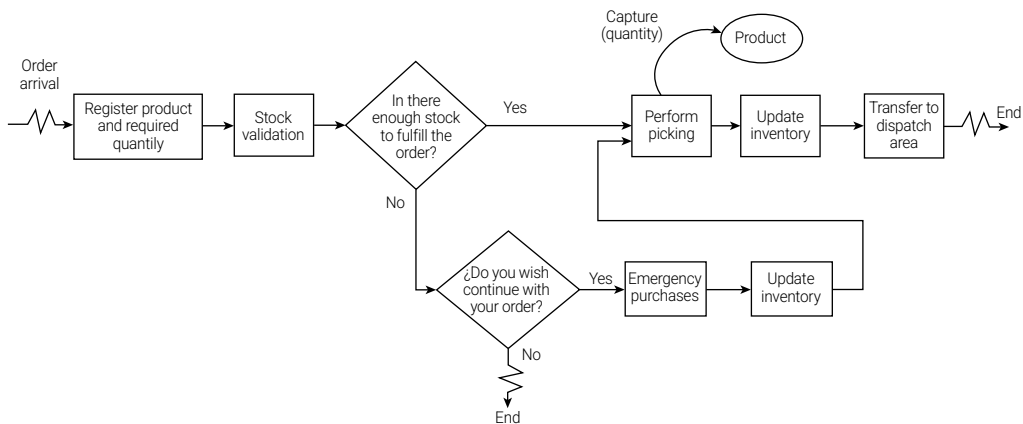 Order
arrival
Register product
and required
quantily
Stock
validation
In there
enough stock
to fulfill the
order?
Yes
Capture
(quantity)
Product
Perform
picking
Update
inventory
Transfer to
dispatch
area
End
No
¿Do you wish
continue with
your order?
Yes
Emergency
purchases
Update
inventory
No
End